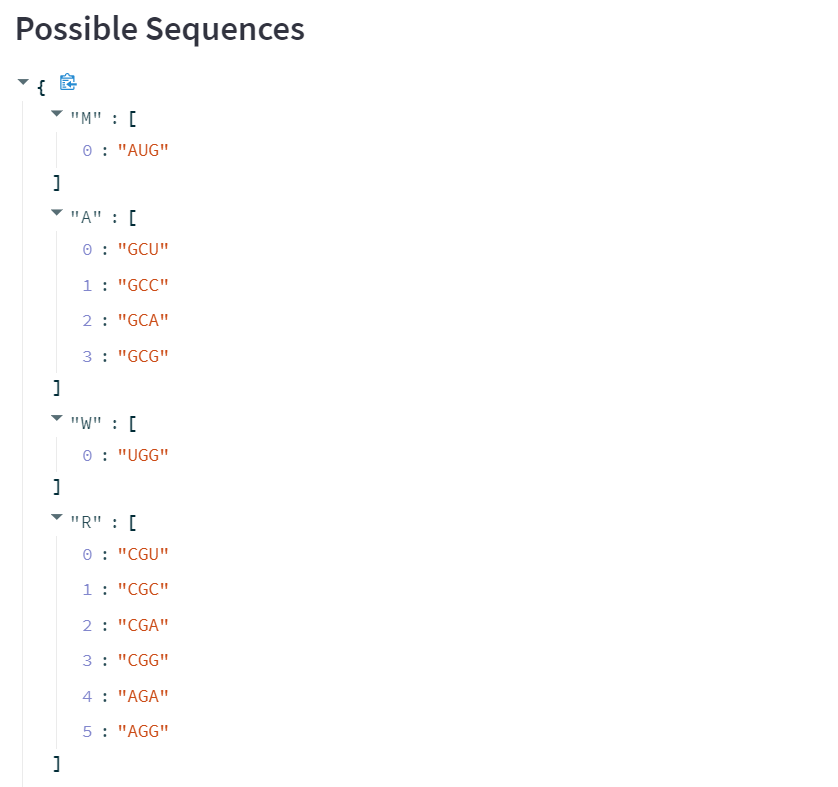 Possible Sequences
{
"M" : [
0 : "AUG"
]
"A" : [
0 : "GCU"
1 : "GCC"
2 : "GCA"
3 : "GCG"
]
"W" : [
0 : "UGG"
]
"R" : [
0 : "CGU"
1 : "CGC"
2 : "CGA"
3 : "CGG"
4 : "AGA"
5 : "AGG"
]